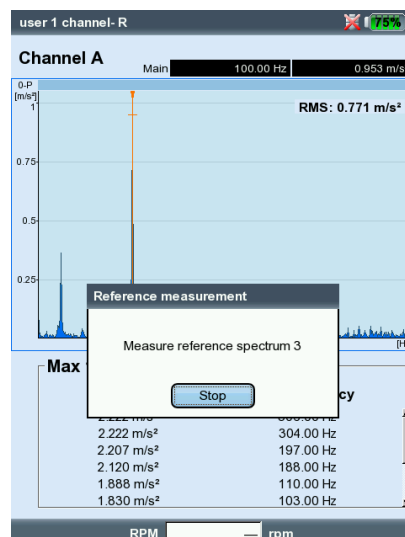 user 1 channel- R 75%
Channel A Main 100.00 Hz 0.953 m/s
0-P
[m/s²]
1
RMS: 0.771 m/s²
0.75
0.5
0.25
Reference measurement
[H
Measure reference spectrum 3
Max
Stop
cy
2.222 m/s² 304.00 Hz
2.207 m/s² 197.00 Hz
2.120 m/s² 188.00 Hz
1.888 m/s² 110.00 Hz
1.830 m/s² 103.00 Hz
RPM — rpm